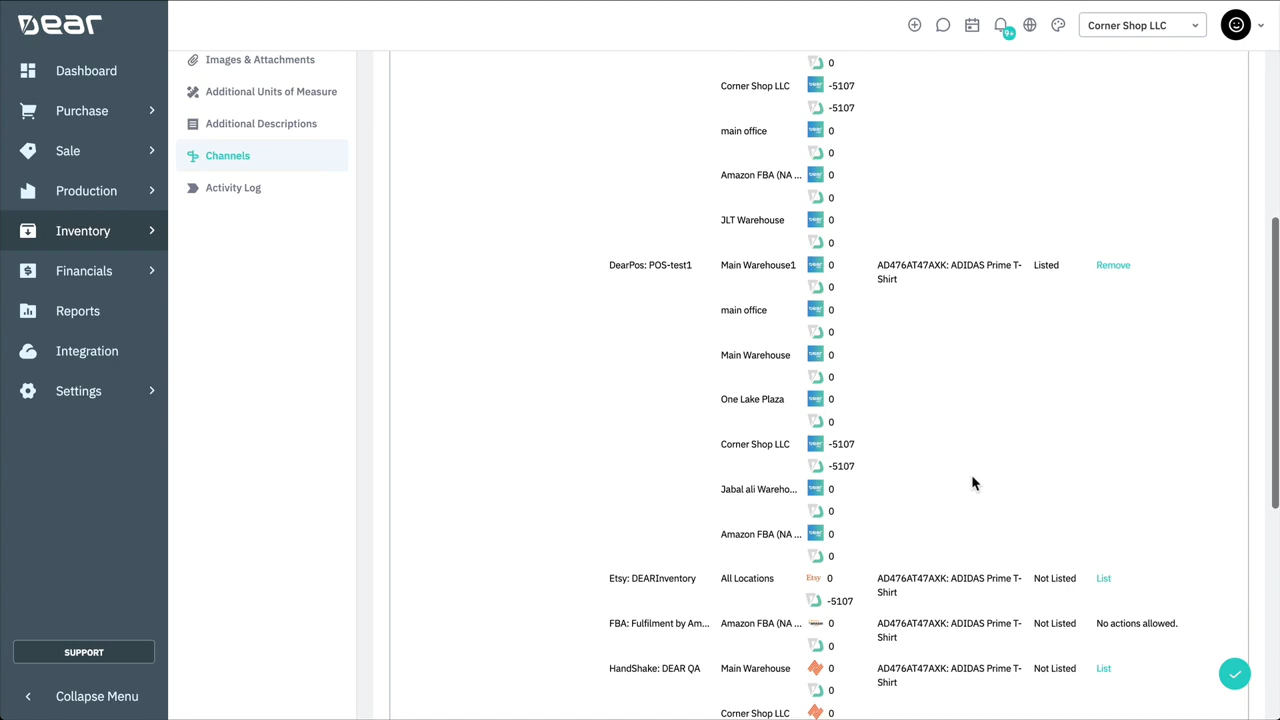 Dear
Corner Shop LLC
9+
Dashboard
Purchase
Sale
Production
Inventory
Financials
Reports
Integration
Settings
SUPPORT
Collapse Menu
Images & Attachments
Additional Units of Measure
Additional Descriptions
Channels
Activity Log
0
Corner Shop LLC -5107
-5107
main office 0
0
Amazon FBA (NA ... 0
0
JLT Warehouse 0
0
DearPos: POS-test1 Main Warehouse1 0 AD476AT47AXK: ADIDAS Prime T- Listed Remove
Shirt
0
main office 0
0
Main Warehouse 0
0
One Lake Plaza 0
0
Corner Shop LLC -5107
-5107
Jabal ali Wareho... 0
0
Amazon FBA (NA ... 0
0
Etsy: DEARInventory All Locations Etsy 0 AD476AT47AXK: ADIDAS Prime T- Not Listed List
Shirt
-5107
FBA: Fulfilment by Am... Amazon FBA (NA ... 0 AD476AT47AXK: ADIDAS Prime T- Not Listed No actions allowed.
Shirt
0
HandShake: DEAR QA Main Warehouse 0 AD476AT47AXK: ADIDAS Prime T- Not Listed List
Shirt
0
Corner Shop LLC 0